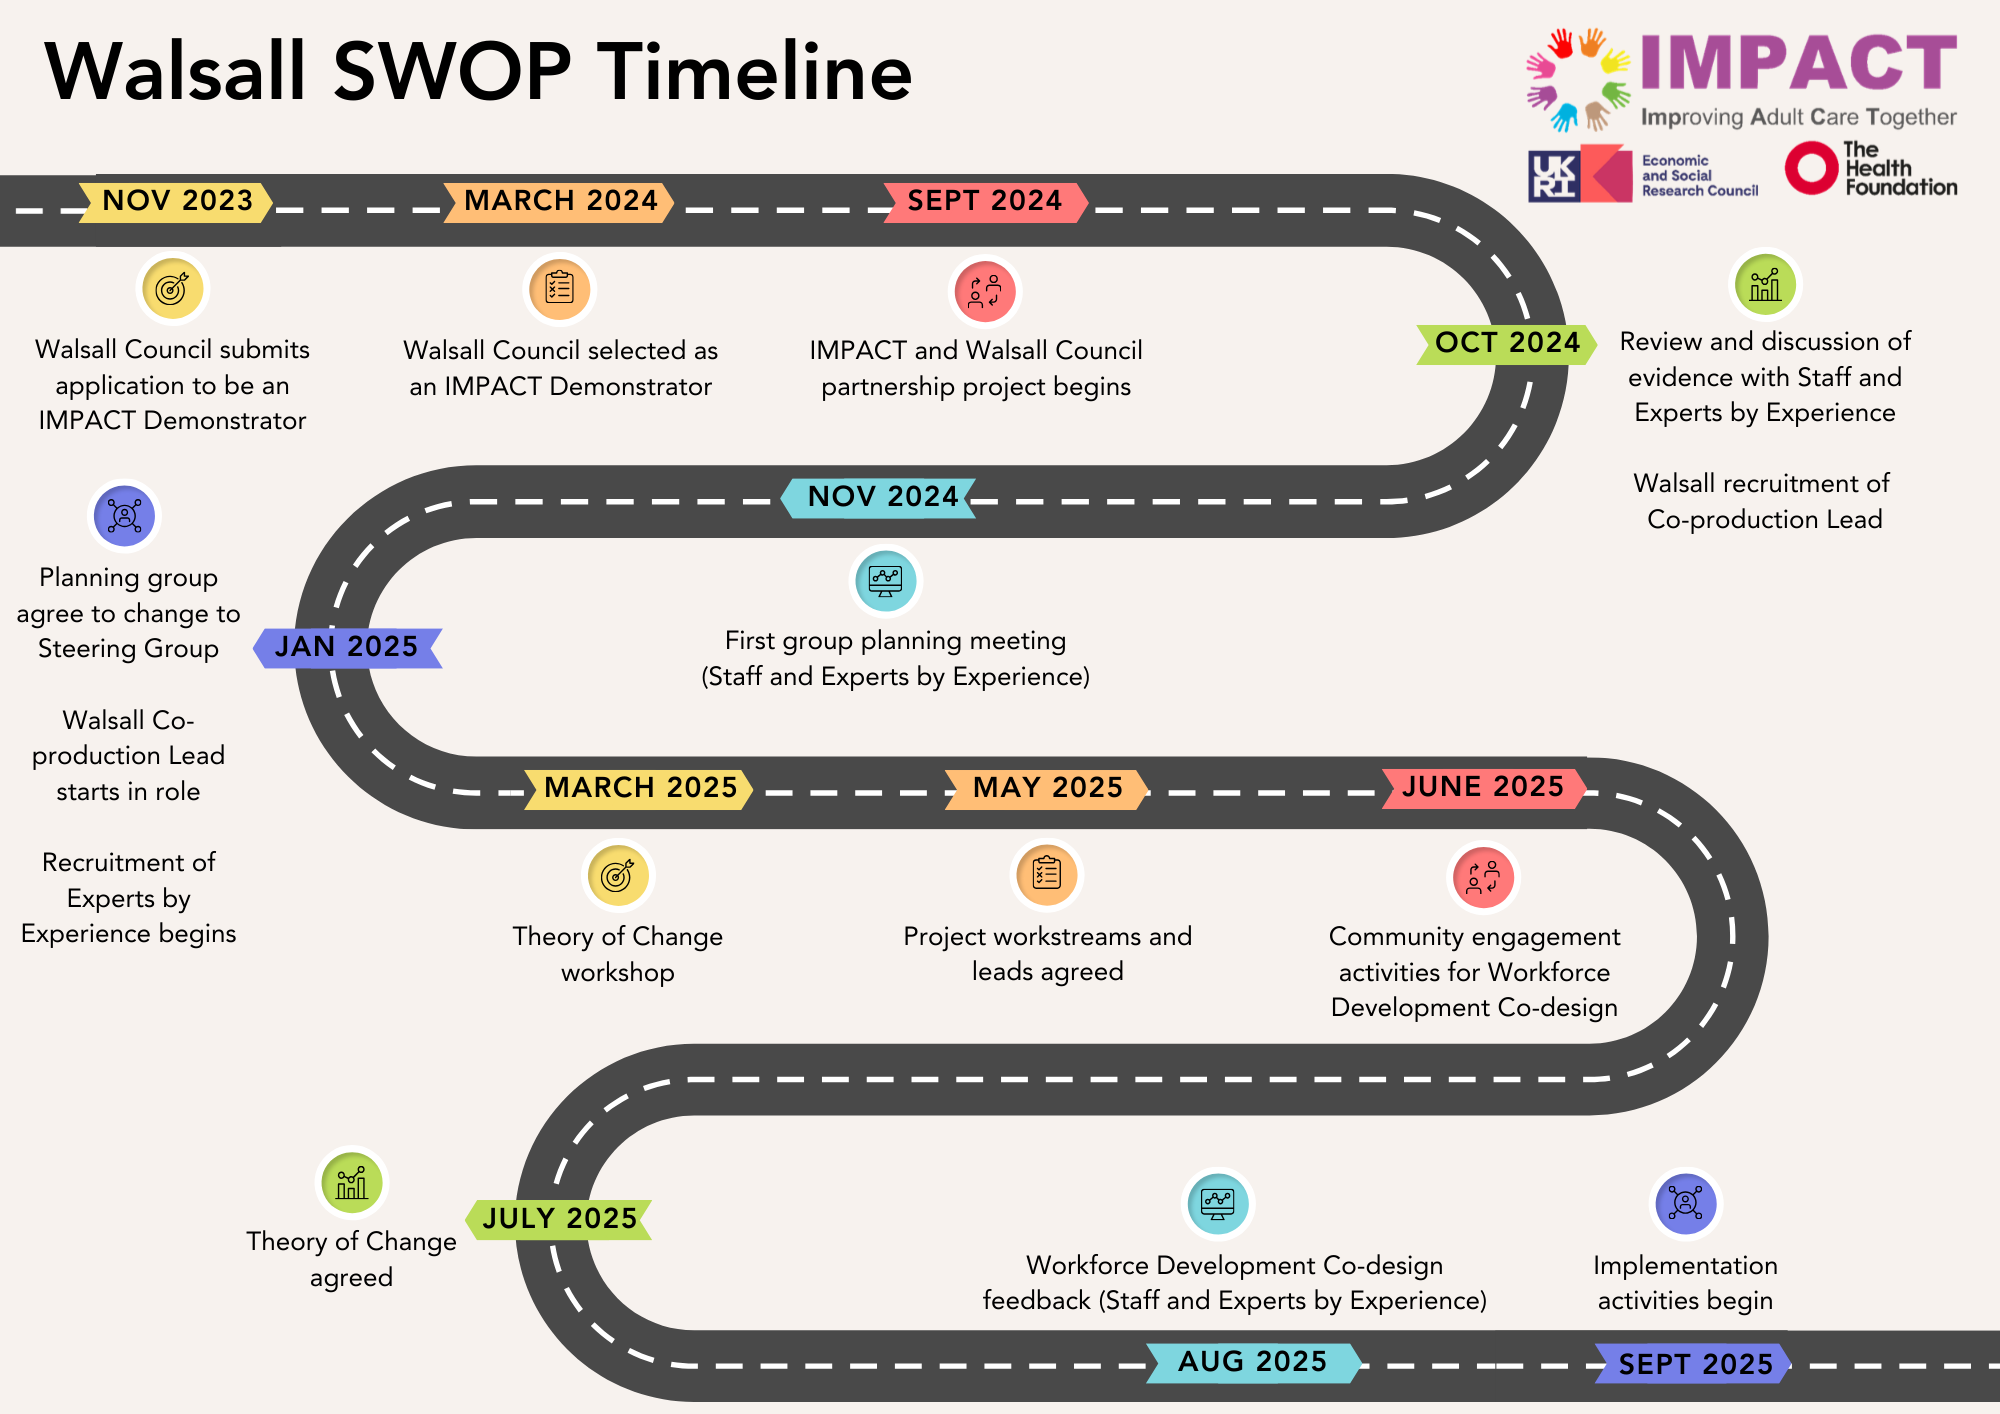 Walsall SWOP Timeline
IMPACT
Improving Adult Care Together
UK
RI
Economic
and Social
Research Council
The
Health
Foundation
NOV 2023
MARCH 2024
SEPT 2024
Walsall Council submits
application to be an
IMPACT Demonstrator
Walsall Council selected as
an IMPACT Demonstrator
IMPACT and Walsall Council
partnership project begins
OCT 2024
Review and discussion of
evidence with Staff and
Experts by Experience
Walsall recruitment of
Co-production Lead
NOV 2024
First group planning meeting
(Staff and Experts by Experience)
JAN 2025
Planning group
agree to change to
Steering Group
Walsall Co-
production Lead
starts in role
Recruitment of
Experts by
Experience begins
MARCH 2025
MAY 2025
JUNE 2025
Theory of Change
workshop
Project workstreams and
leads agreed
Community engagement
activities for Workforce
Development Co-design
JULY 2025
Theory of Change
agreed
Workforce Development Co-design
feedback (Staff and Experts by Experience)
Implementation
activities begin
AUG 2025
SEPT 2025